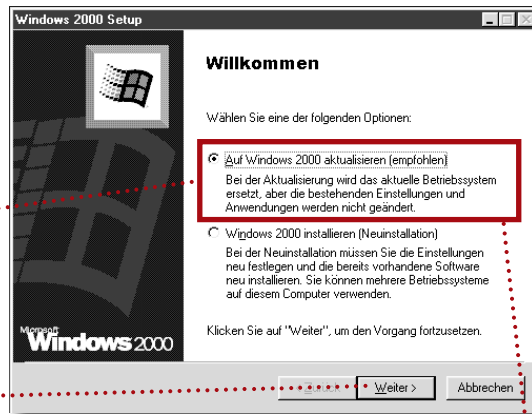 Windows 2000 Setup
Willkommen
Wählen Sie eine der folgenden Optionen:
Auf Windows 2000 aktualisieren (empfohlen)
Bei der Aktualisierung wird das aktuelle Betriebssystem
ersetzt, aber die bestehenden Einstellungen und
Anwendungen werden nicht geändert.
Windows 2000 installieren (Neuinstallation)
Bei der Neuinstallation müssen Sie die Einstellungen
neu festlegen und die bereits vorhandene Software
neu installieren. Sie können mehrere Betriebssysteme
auf diesem Computer verwenden.
Klicken Sie auf "Weiter", um den Vorgang fortzusetzen.
Microsoft
Windows 2000
Weiter > Abbrechen